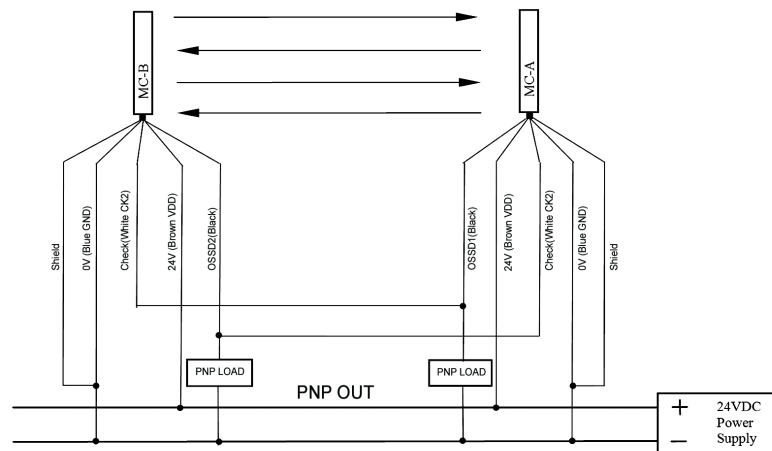 MC-B
MC-A
Shield
0V (Blue GND)
Check(White CK2)
24V (Brown VDD)
OSSD2(Black)
OSSD1(Black)
24V (Brown VDD)
Check(White CK2)
0V (Blue GND)
Shield
PNP LOAD
PNP LOAD
PNP OUT
+
24VDC
Power
Supply
−